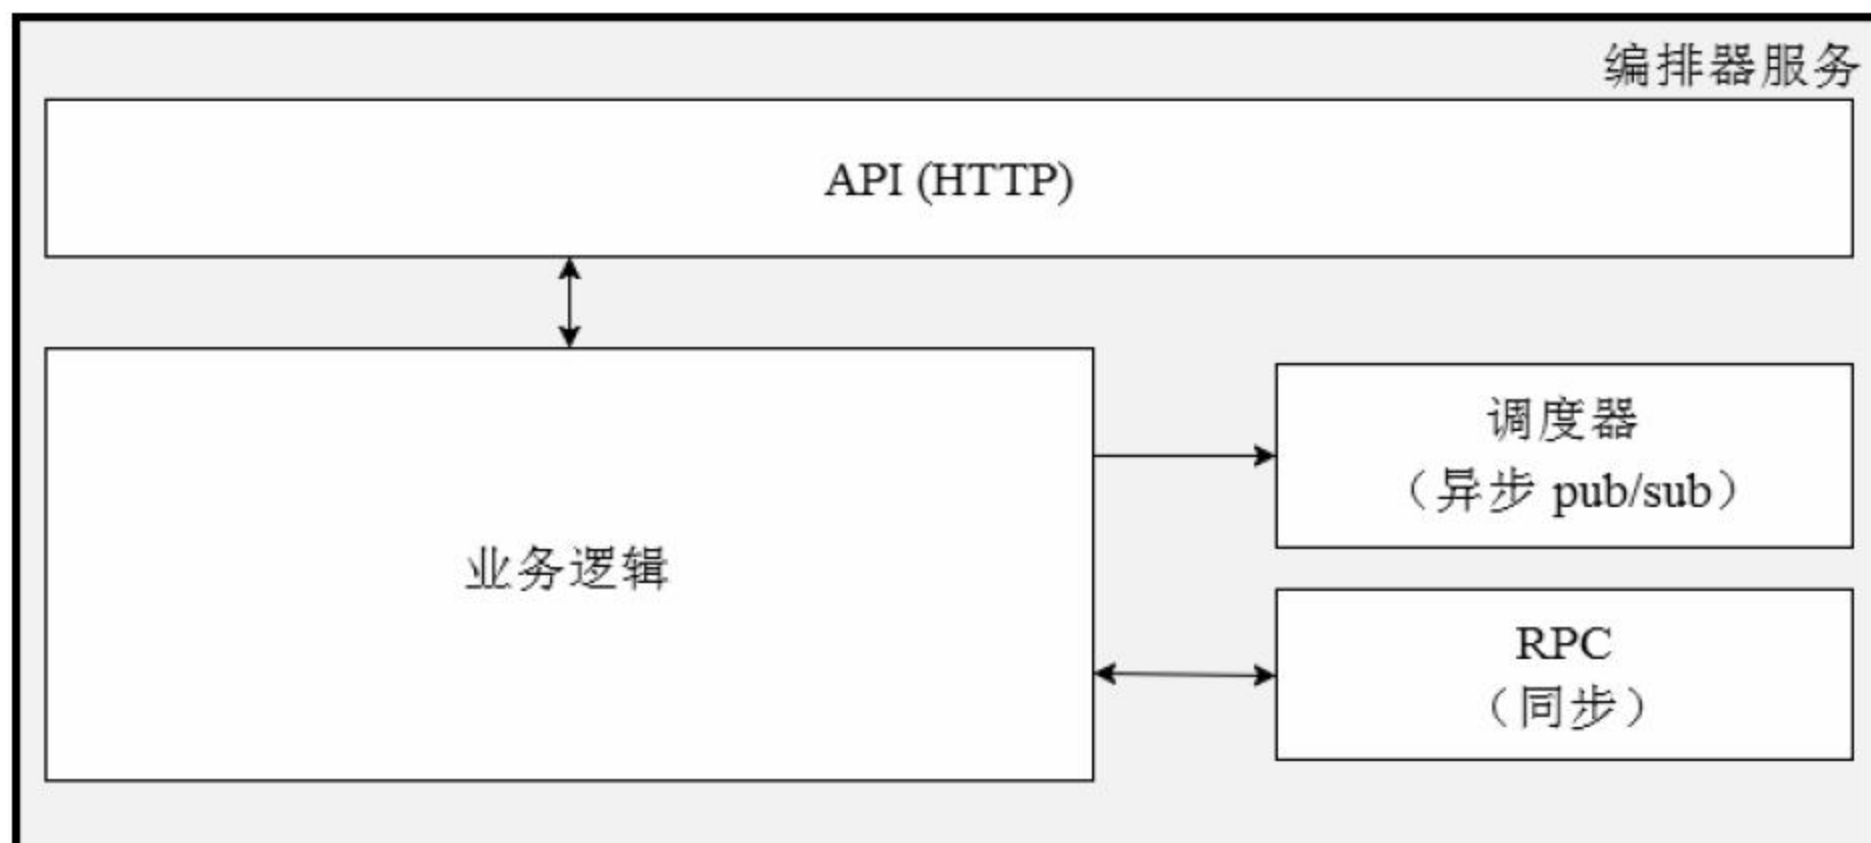 编排器服务
API (HTTP)
业务逻辑
调度器
（异步 pub/sub）
RPC
（同步）